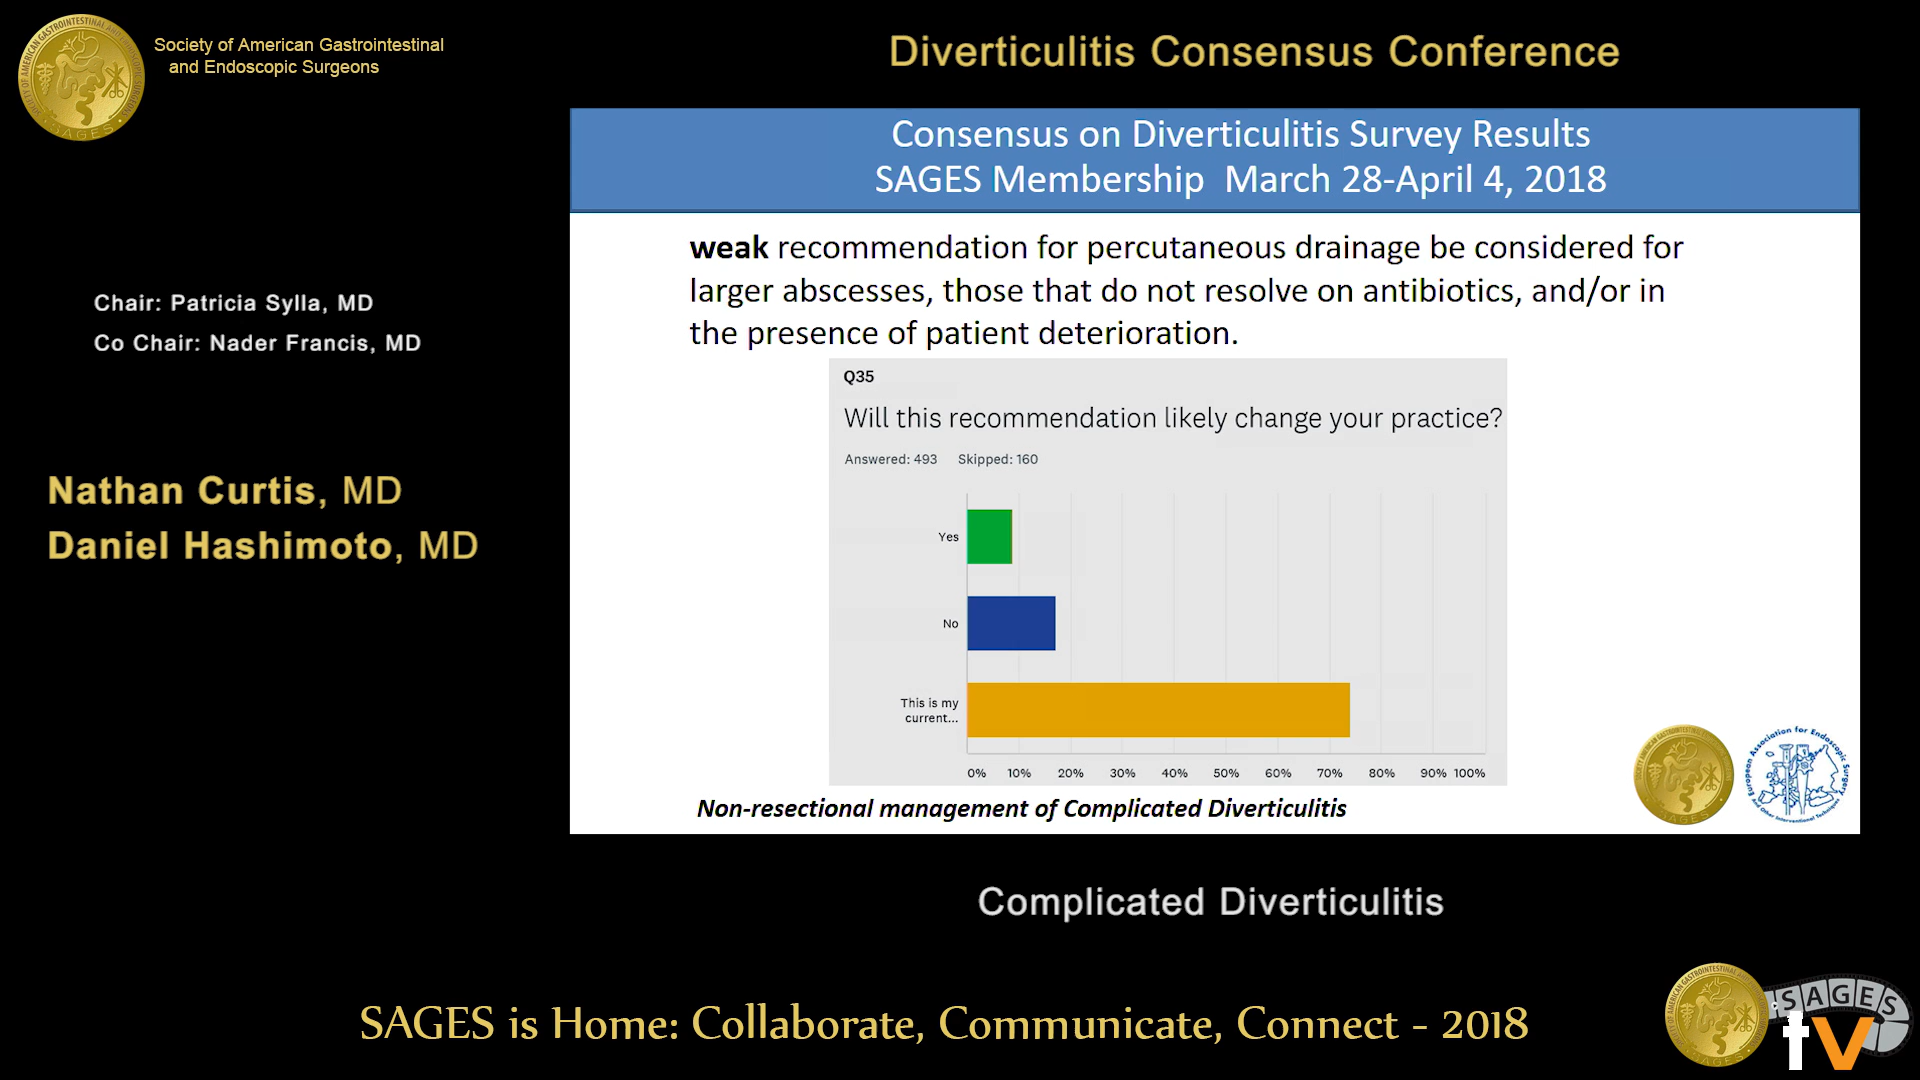 Society of American Gastrointestinal
and Endoscopic Surgeons
Diverticulitis Consensus Conference
Consensus on Diverticulitis Survey Results
SAGES Membership March 28-April 4, 2018
Chair: Patricia Sylla, MD
Co Chair: Nader Francis, MD
Nathan Curtis, MD
Daniel Hashimoto, MD
weak recommendation for percutaneous drainage be considered for
larger abscesses, those that do not resolve on antibiotics, and/or in
the presence of patient deterioration.
Q35
Will this recommendation likely change your practice?
Answered: 493 Skipped: 160
Yes
No
This is my
current...
0% 10% 20% 30% 40% 50% 60% 70% 80% 90% 100%
Non-resectional management of Complicated Diverticulitis
European Association for Endoscopic Surgery
Complicated Diverticulitis
SAGES is Home: Collaborate, Communicate, Connect - 2018
SAGES
tv